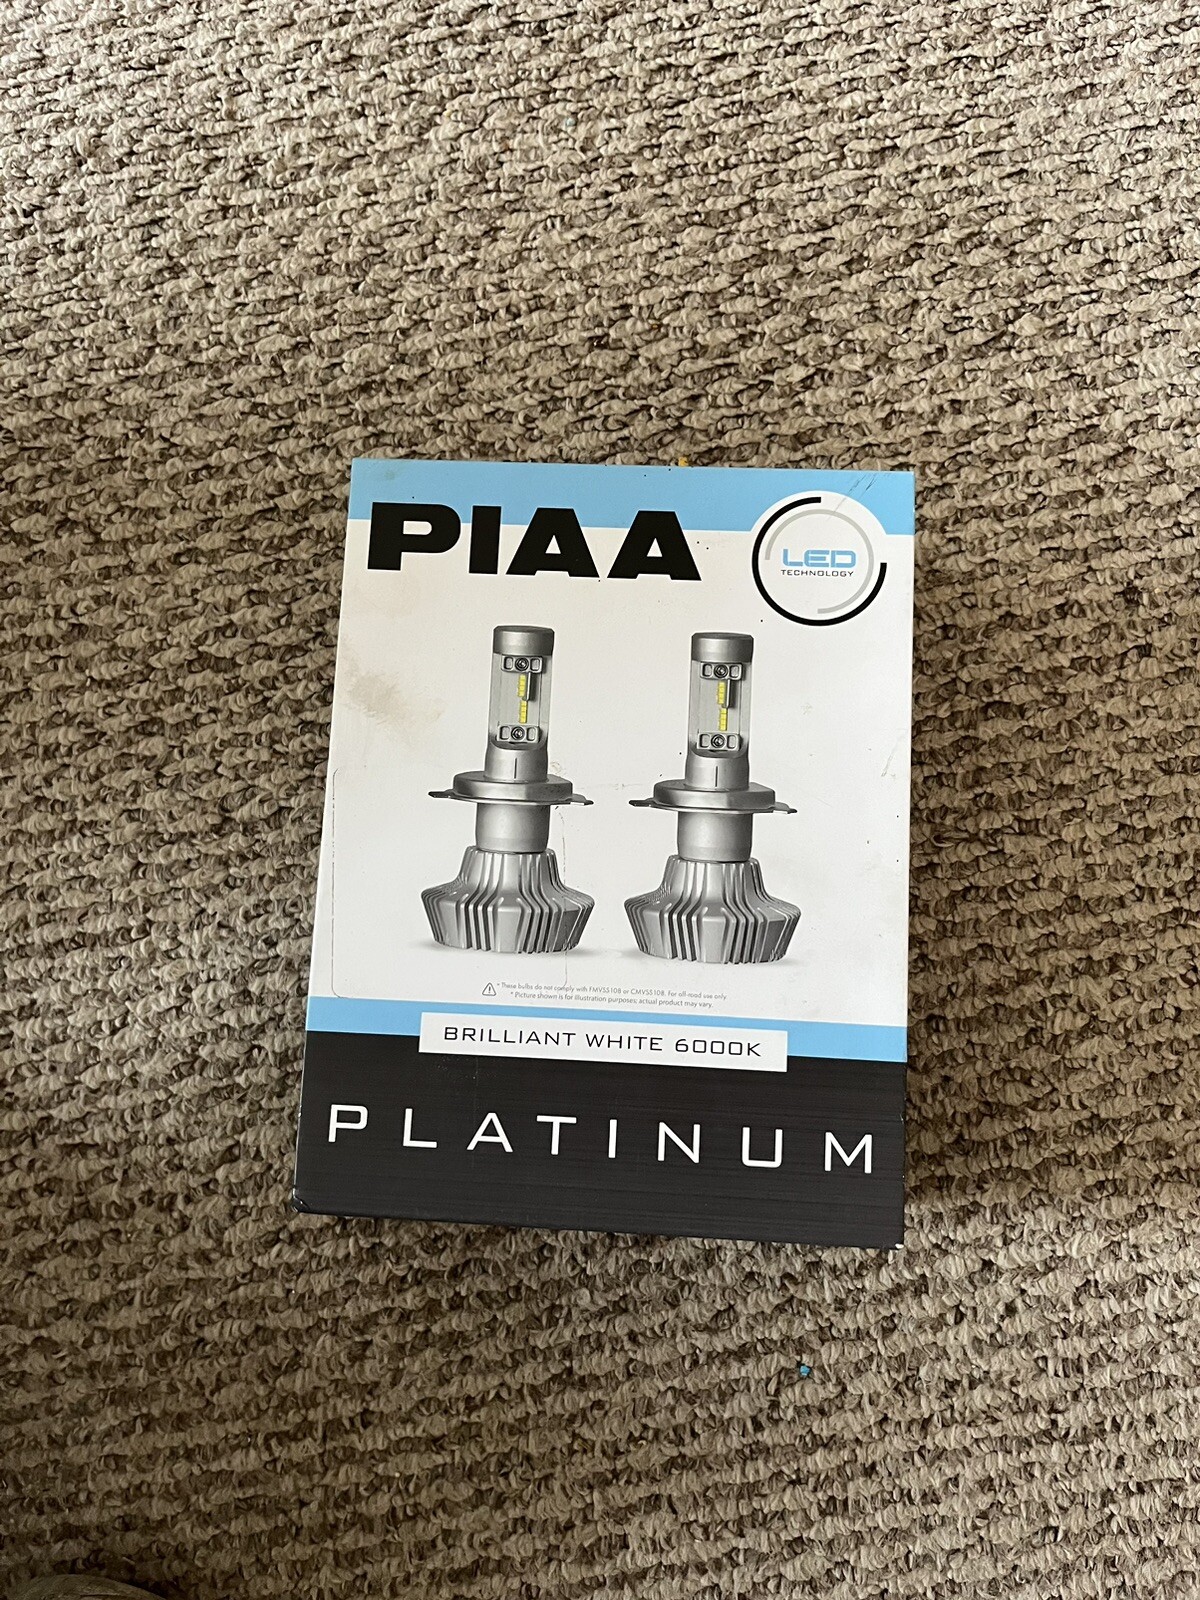 PIAA
LED
TECHNOLOGY
* These bulbs do not comply with FMVSS108 or CMVSS108. For off-road use only.
* Picture shown is for illustration purposes; actual product may vary.
BRILLIANT WHITE 6000K
PLATINUM